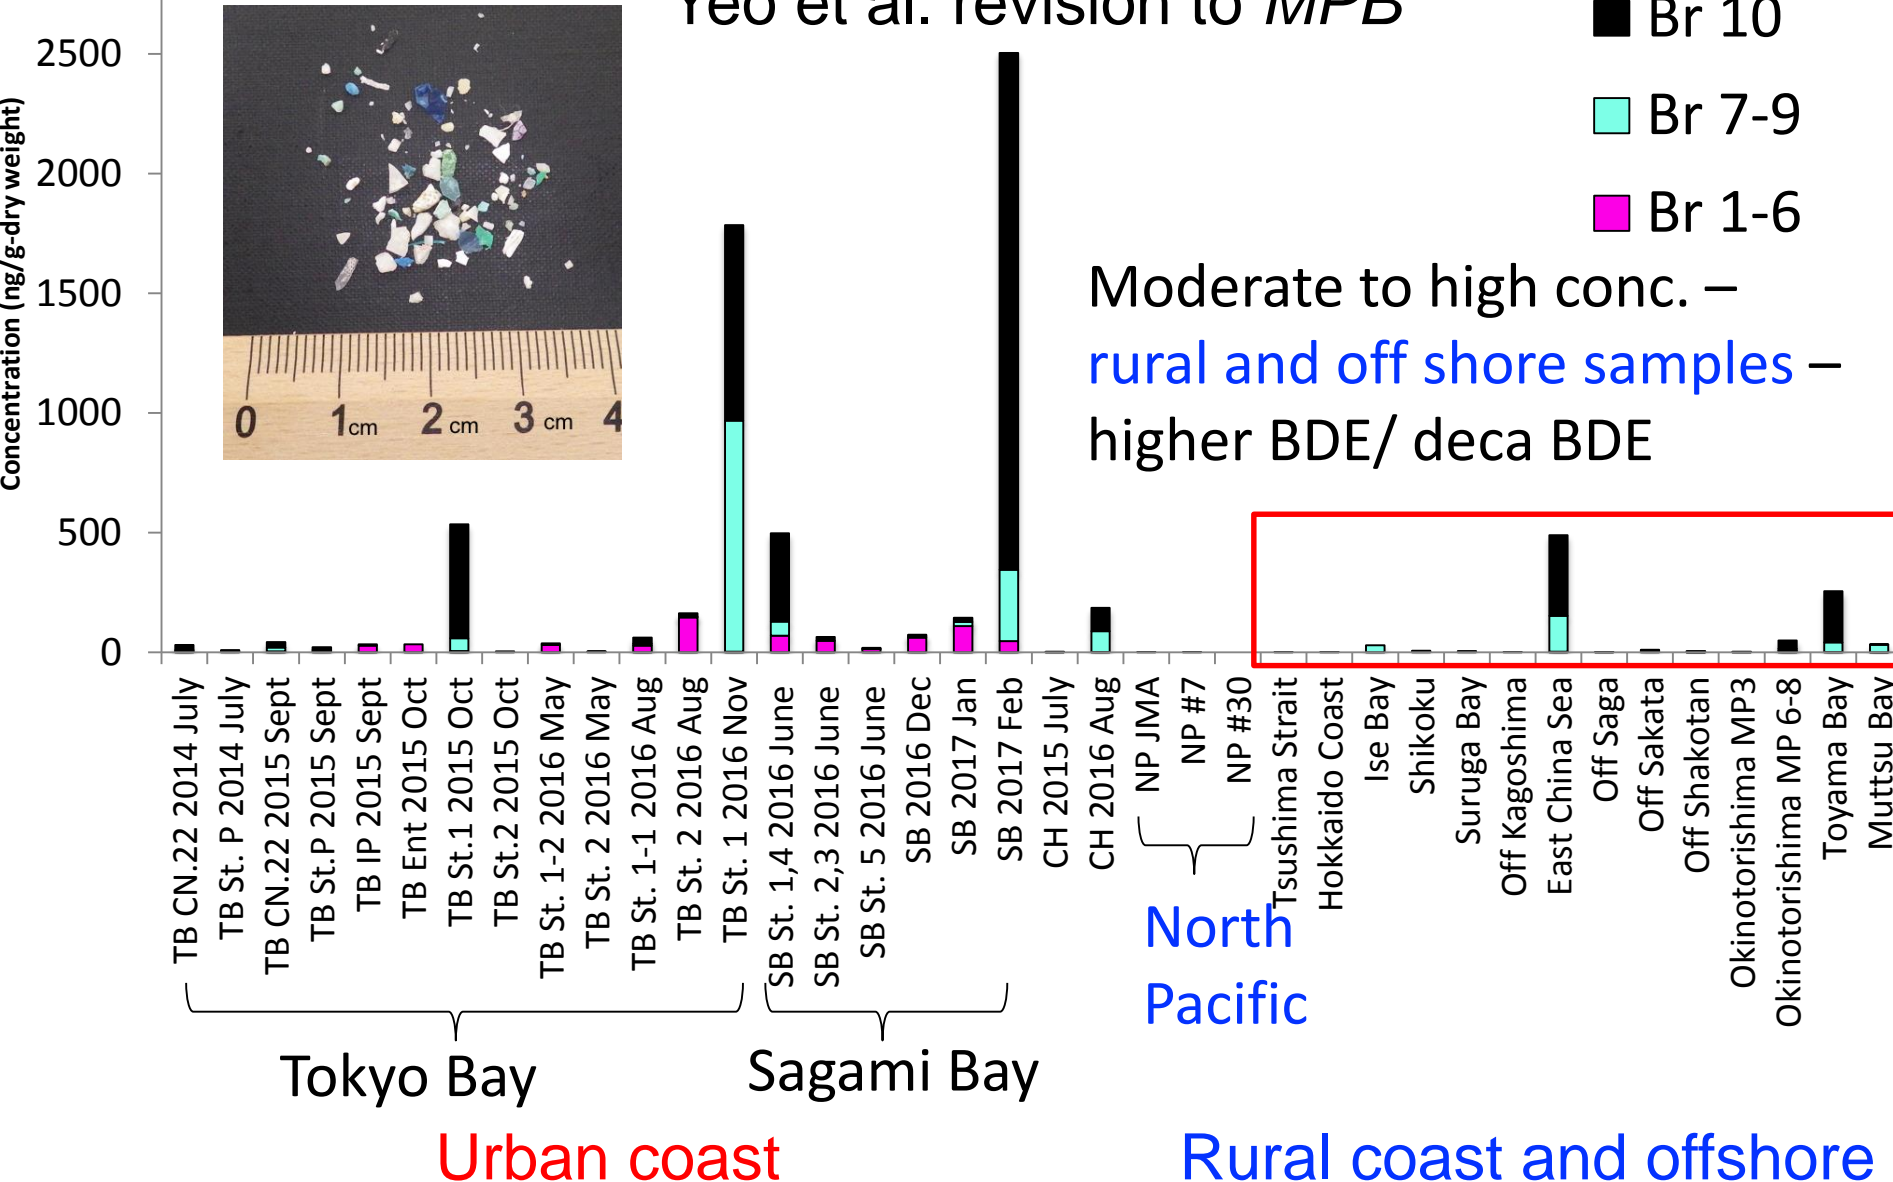 Yeo et al. revision to MPB
Br 10
Br 7-9
Br 1-6
Concentration (ng/g-dry weight)
2500
2000
1500
1000
500
0
0 1cm 2 cm 3 cm 4
Moderate to high conc. –
rural and off shore samples –
higher BDE/ deca BDE
TB CN.22 2014 July
TB St. P 2014 July
TB CN.22 2015 Sept
TB St.P 2015 Sept
TB IP 2015 Sept
TB Ent 2015 Oct
TB St.1 2015 Oct
TB St.2 2015 Oct
TB St. 1-2 2016 May
TB St. 2 2016 May
TB St. 1-1 2016 Aug
TB St. 2 2016 Aug
TB St. 1 2016 Nov
SB St. 1,4 2016 June
SB St. 2,3 2016 June
SB St. 5 2016 June
SB 2016 Dec
SB 2017 Jan
SB 2017 Feb
CH 2015 July
CH 2016 Aug
NP JMA
NP #7
NP #30
Tsushima Strait
Hokkaido Coast
Ise Bay
Shikoku
Suruga Bay
Off Kagoshima
East China Sea
Off Saga
Off Sakata
Off Shakotan
Okinotorishima MP3
Okinotorishima MP 6-8
Toyama Bay
Muttsu Bay
North
Pacific
Tokyo Bay
Sagami Bay
Urban coast
Rural coast and offshore